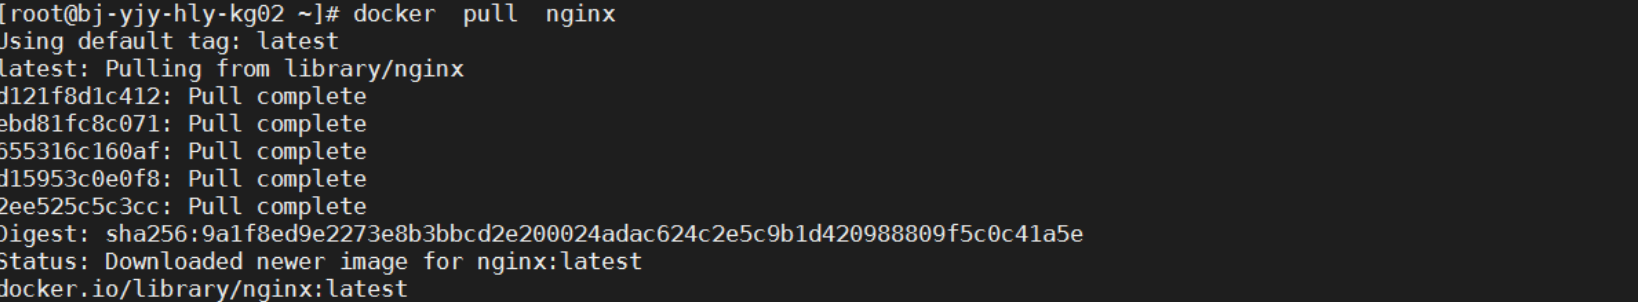 [root@bj-yjy-hly-kg02 ~]# docker  pull  nginx
Using default tag: latest
latest: Pulling from library/nginx
d121f8d1c412: Pull complete
ebd81fc8c071: Pull complete
655316c160af: Pull complete
d15953c0e0f8: Pull complete
2ee525c5c3cc: Pull complete
Digest: sha256:9a1f8ed9e2273e8b3bbcd2e200024adac624c2e5c9b1d420988809f5c0c41a5e
Status: Downloaded newer image for nginx:latest
docker.io/library/nginx:latest